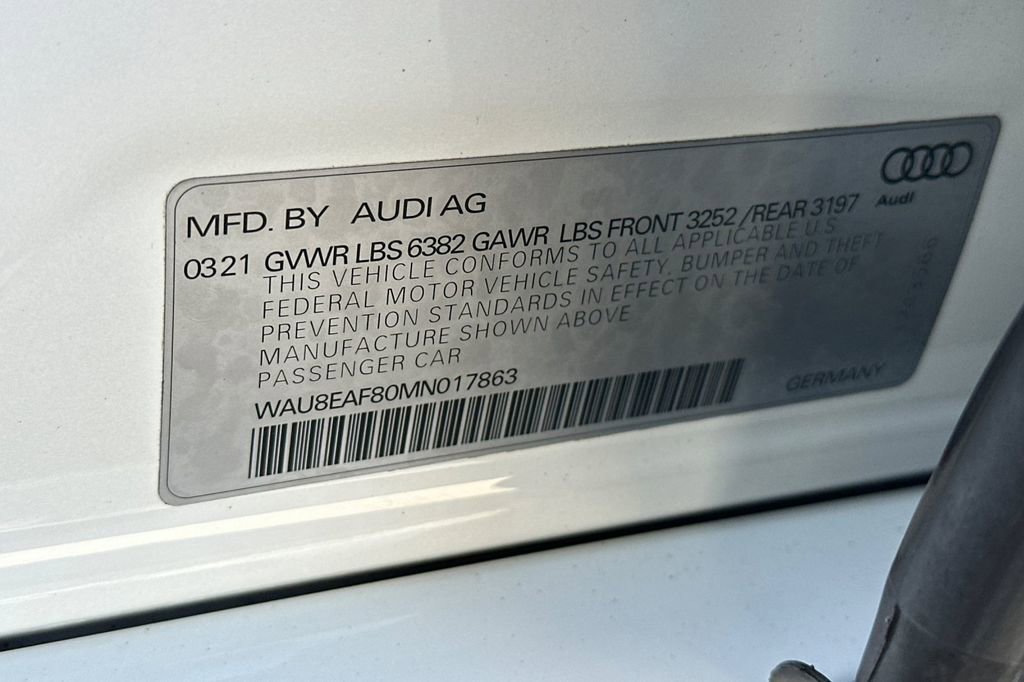 MFD. BY AUDI AG
Audi
0321 GVWR LBS 6382 GAWR LBS FRONT 3252 /REAR 3197
THIS VEHICLE CONFORMS TO ALL APPLICABLE U.S
FEDERAL MOTOR VEHICLE SAFETY, BUMPER AND THEFT
PREVENTION STANDARDS IN EFFECT ON THE DATE OF
MANUFACTURE SHOWN ABOVE
PASSENGER CAR
WAU8EAF80MN017863
GERMANY